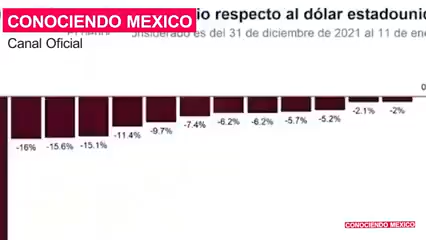 CONOCIENDO MEXICO
io respecto al dólar estadouni
Canal Oficial
es del 31 de diciembre de 2021 al 11 de ene
-16% -15.6% -15.1% -11.4% -9.7% -7.4% -6.2% -6.2% -5.7% -5.2% -2.1% -2%
CONOCIENDO MEXICO